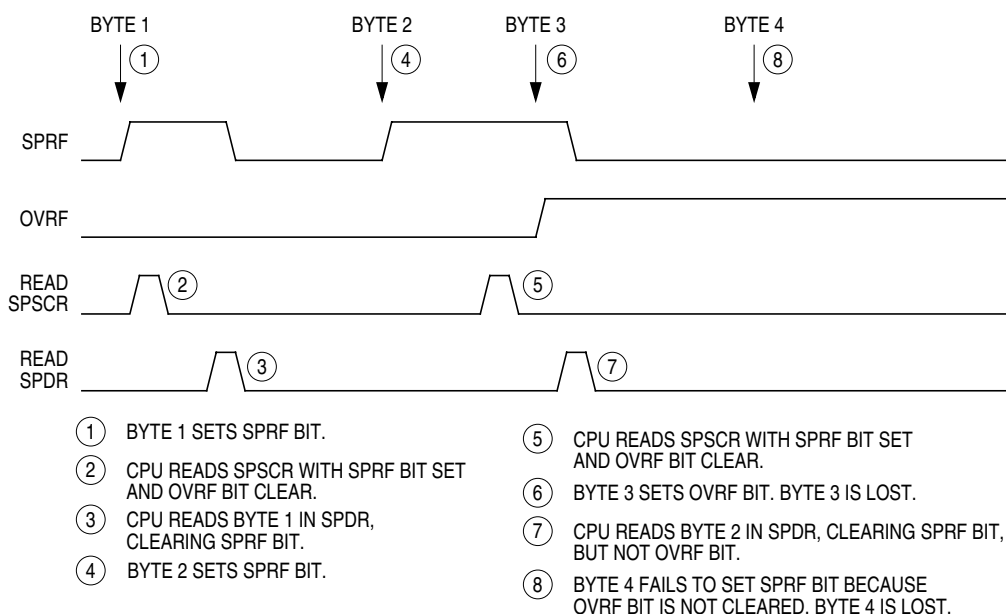 BYTE 1
BYTE 2
BYTE 3
BYTE 4
1
4
6
8
SPRF
OVRF
READ
SPSCR
2
5
READ
SPDR
3
7
1 BYTE 1 SETS SPRF BIT.
2 CPU READS SPSCR WITH SPRF BIT SET
AND OVRF BIT CLEAR.
3 CPU READS BYTE 1 IN SPDR,
CLEARING SPRF BIT.
4 BYTE 2 SETS SPRF BIT.
5 CPU READS SPSCR WITH SPRF BIT SET
AND OVRF BIT CLEAR.
6 BYTE 3 SETS OVRF BIT. BYTE 3 IS LOST.
7 CPU READS BYTE 2 IN SPDR, CLEARING SPRF BIT,
BUT NOT OVRF BIT.
8 BYTE 4 FAILS TO SET SPRF BIT BECAUSE
OVRF BIT IS NOT CLEARED. BYTE 4 IS LOST.